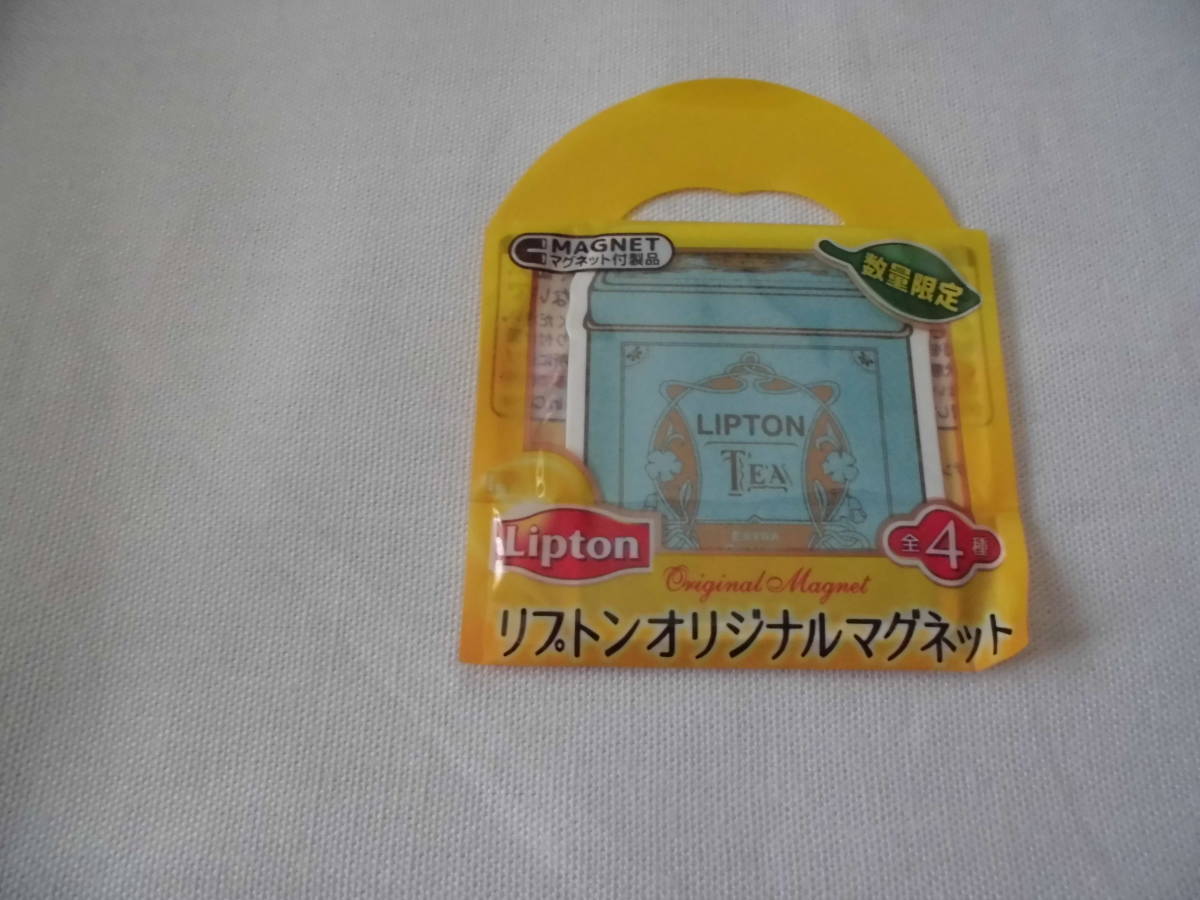 MAGNET
マグネット付製品
数量限定
LIPTON
TEA
EXTRA
Lipton
全4種
Original Magnet
リプトンオリジナルマグネット